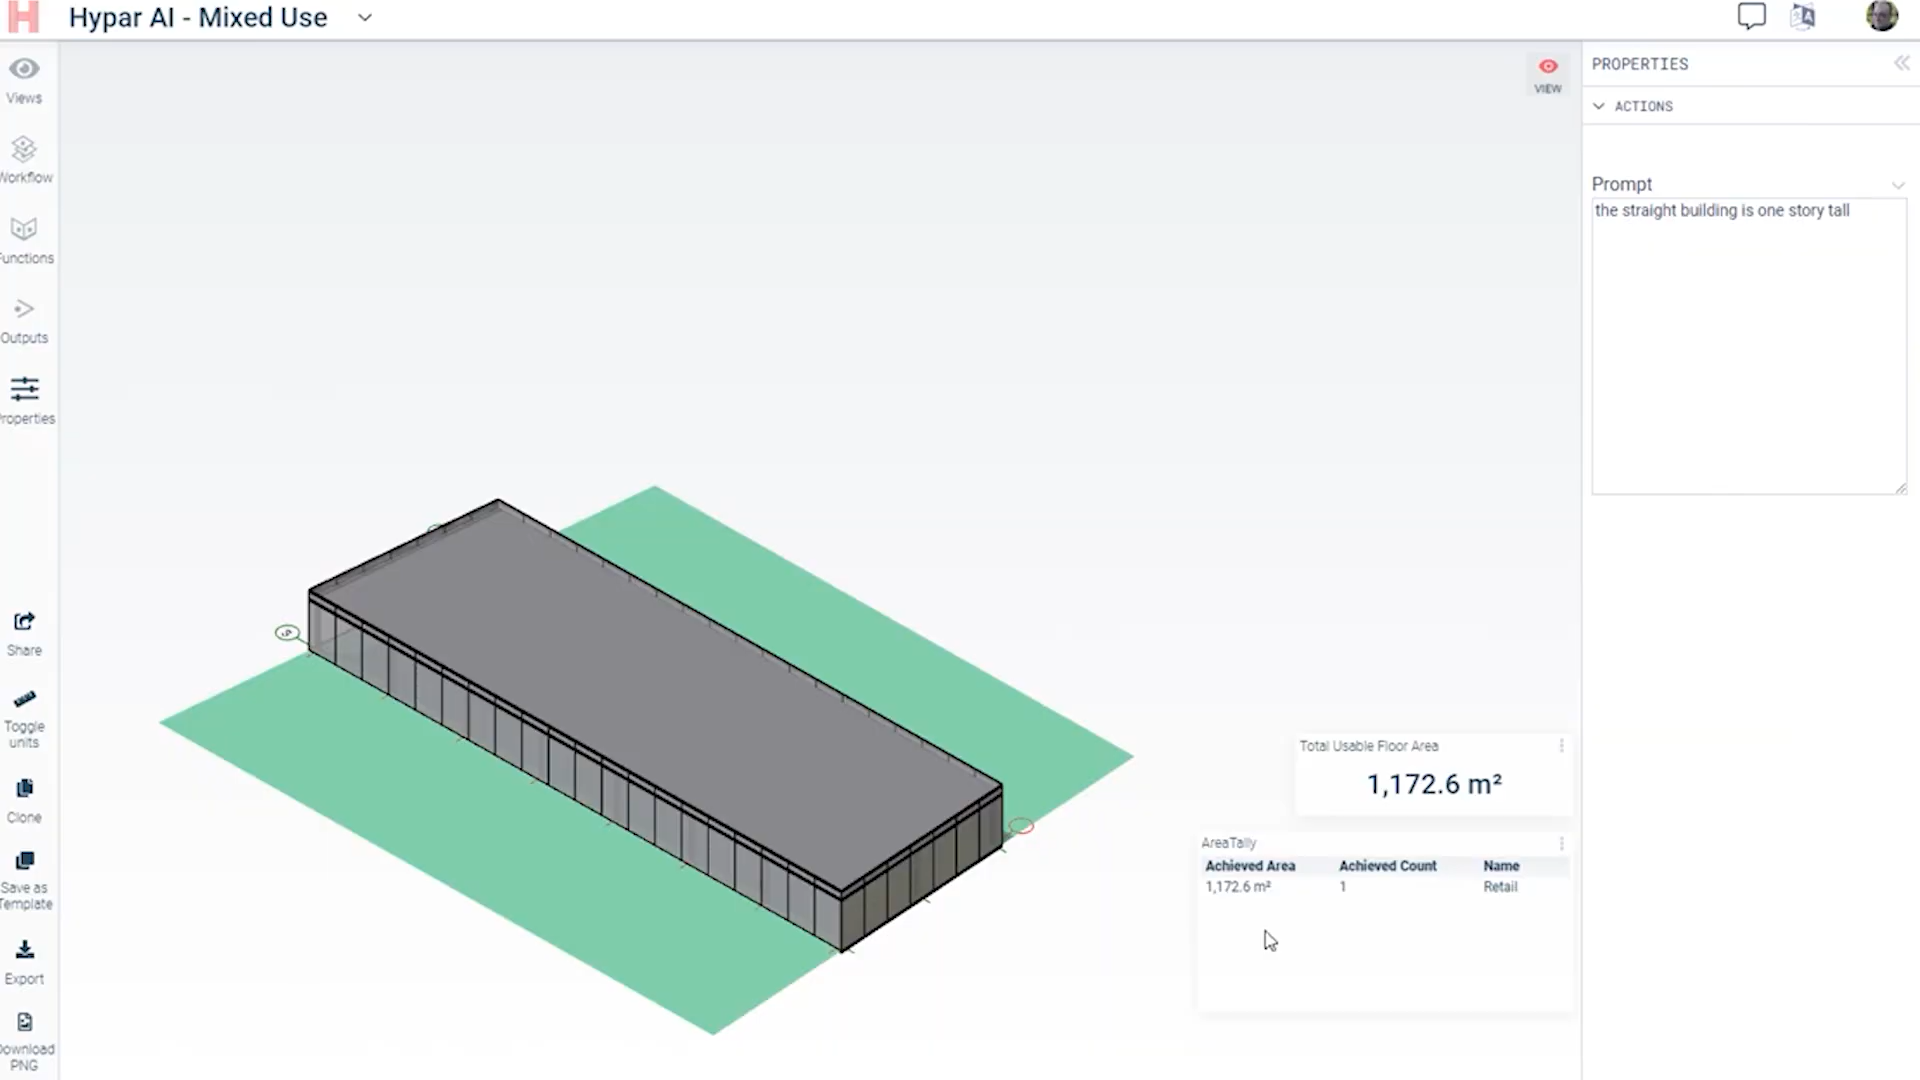 H Hypar AI - Mixed Use
Views
Workflow
Functions
Outputs
Properties
Share
Toggle
units
Clone
Save as
Template
Export
Download
PNG
VIEW
Total Usable Floor Area
1,172.6 m²
AreaTally
Achieved Area Achieved Count Name
1,172.6 m² 1 Retail
PROPERTIES
ACTIONS
Prompt
the straight building is one story tall